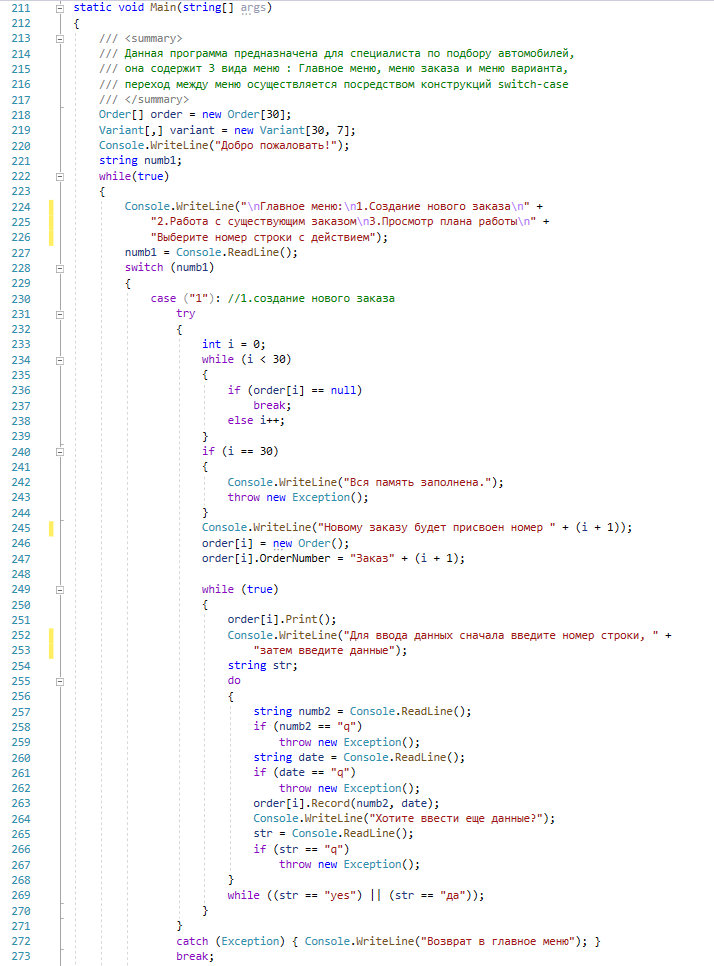 211 static void Main(string[] args)
212 {
213 /// <summary>
214 /// Данная программа предназначена для специалиста по подбору автомобилей,
215 /// она содержит 3 вида меню : Главное меню, меню заказа и меню варианта,
216 /// переход между меню осуществляется посредством конструкций switch-case
217 /// </summary>
218 Order[] order = new Order[30];
219 Variant[,] variant = new Variant[30, 7];
220 Console.WriteLine("Добро пожаловать!");
221 string numb1;
222 while(true)
223 {
224 Console.WriteLine("\nГлавное меню:\n1.Создание нового заказа\n" +
225 "2.Работа с существующим заказом\n3.Просмотр плана работы\n" +
226 "Выберите номер строки с действием");
227 numb1 = Console.ReadLine();
228 switch (numb1)
229 {
230 case ("1"): //1.создание нового заказа
231 try
232 {
233 int i = 0;
234 while (i < 30)
235 {
236 if (order[i] == null)
237 break;
238 else i++;
239 }
240 if (i == 30)
241 {
242 Console.WriteLine("Вся память заполнена.");
243 throw new Exception();
244 }
245 Console.WriteLine("Новому заказу будет присвоен номер " + (i + 1));
246 order[i] = new Order();
247 order[i].OrderNumber = "Заказ" + (i + 1);
248
249 while (true)
250 {
251 order[i].Print();
252 Console.WriteLine("Для ввода данных сначала введите номер строки, " +
253 "затем введите данные");
254 string str;
255 do
256 {
257 string numb2 = Console.ReadLine();
258 if (numb2 == "q")
259 throw new Exception();
260 string date = Console.ReadLine();
261 if (date == "q")
262 throw new Exception();
263 order[i].Record(numb2, date);
264 Console.WriteLine("Хотите ввести еще данные?");
265 str = Console.ReadLine();
266 if (str == "q")
267 throw new Exception();
268 }
269 while ((str == "yes") || (str == "да"));
270 }
271 }
272 catch (Exception) { Console.WriteLine("Возврат в главное меню"); }
273 break;